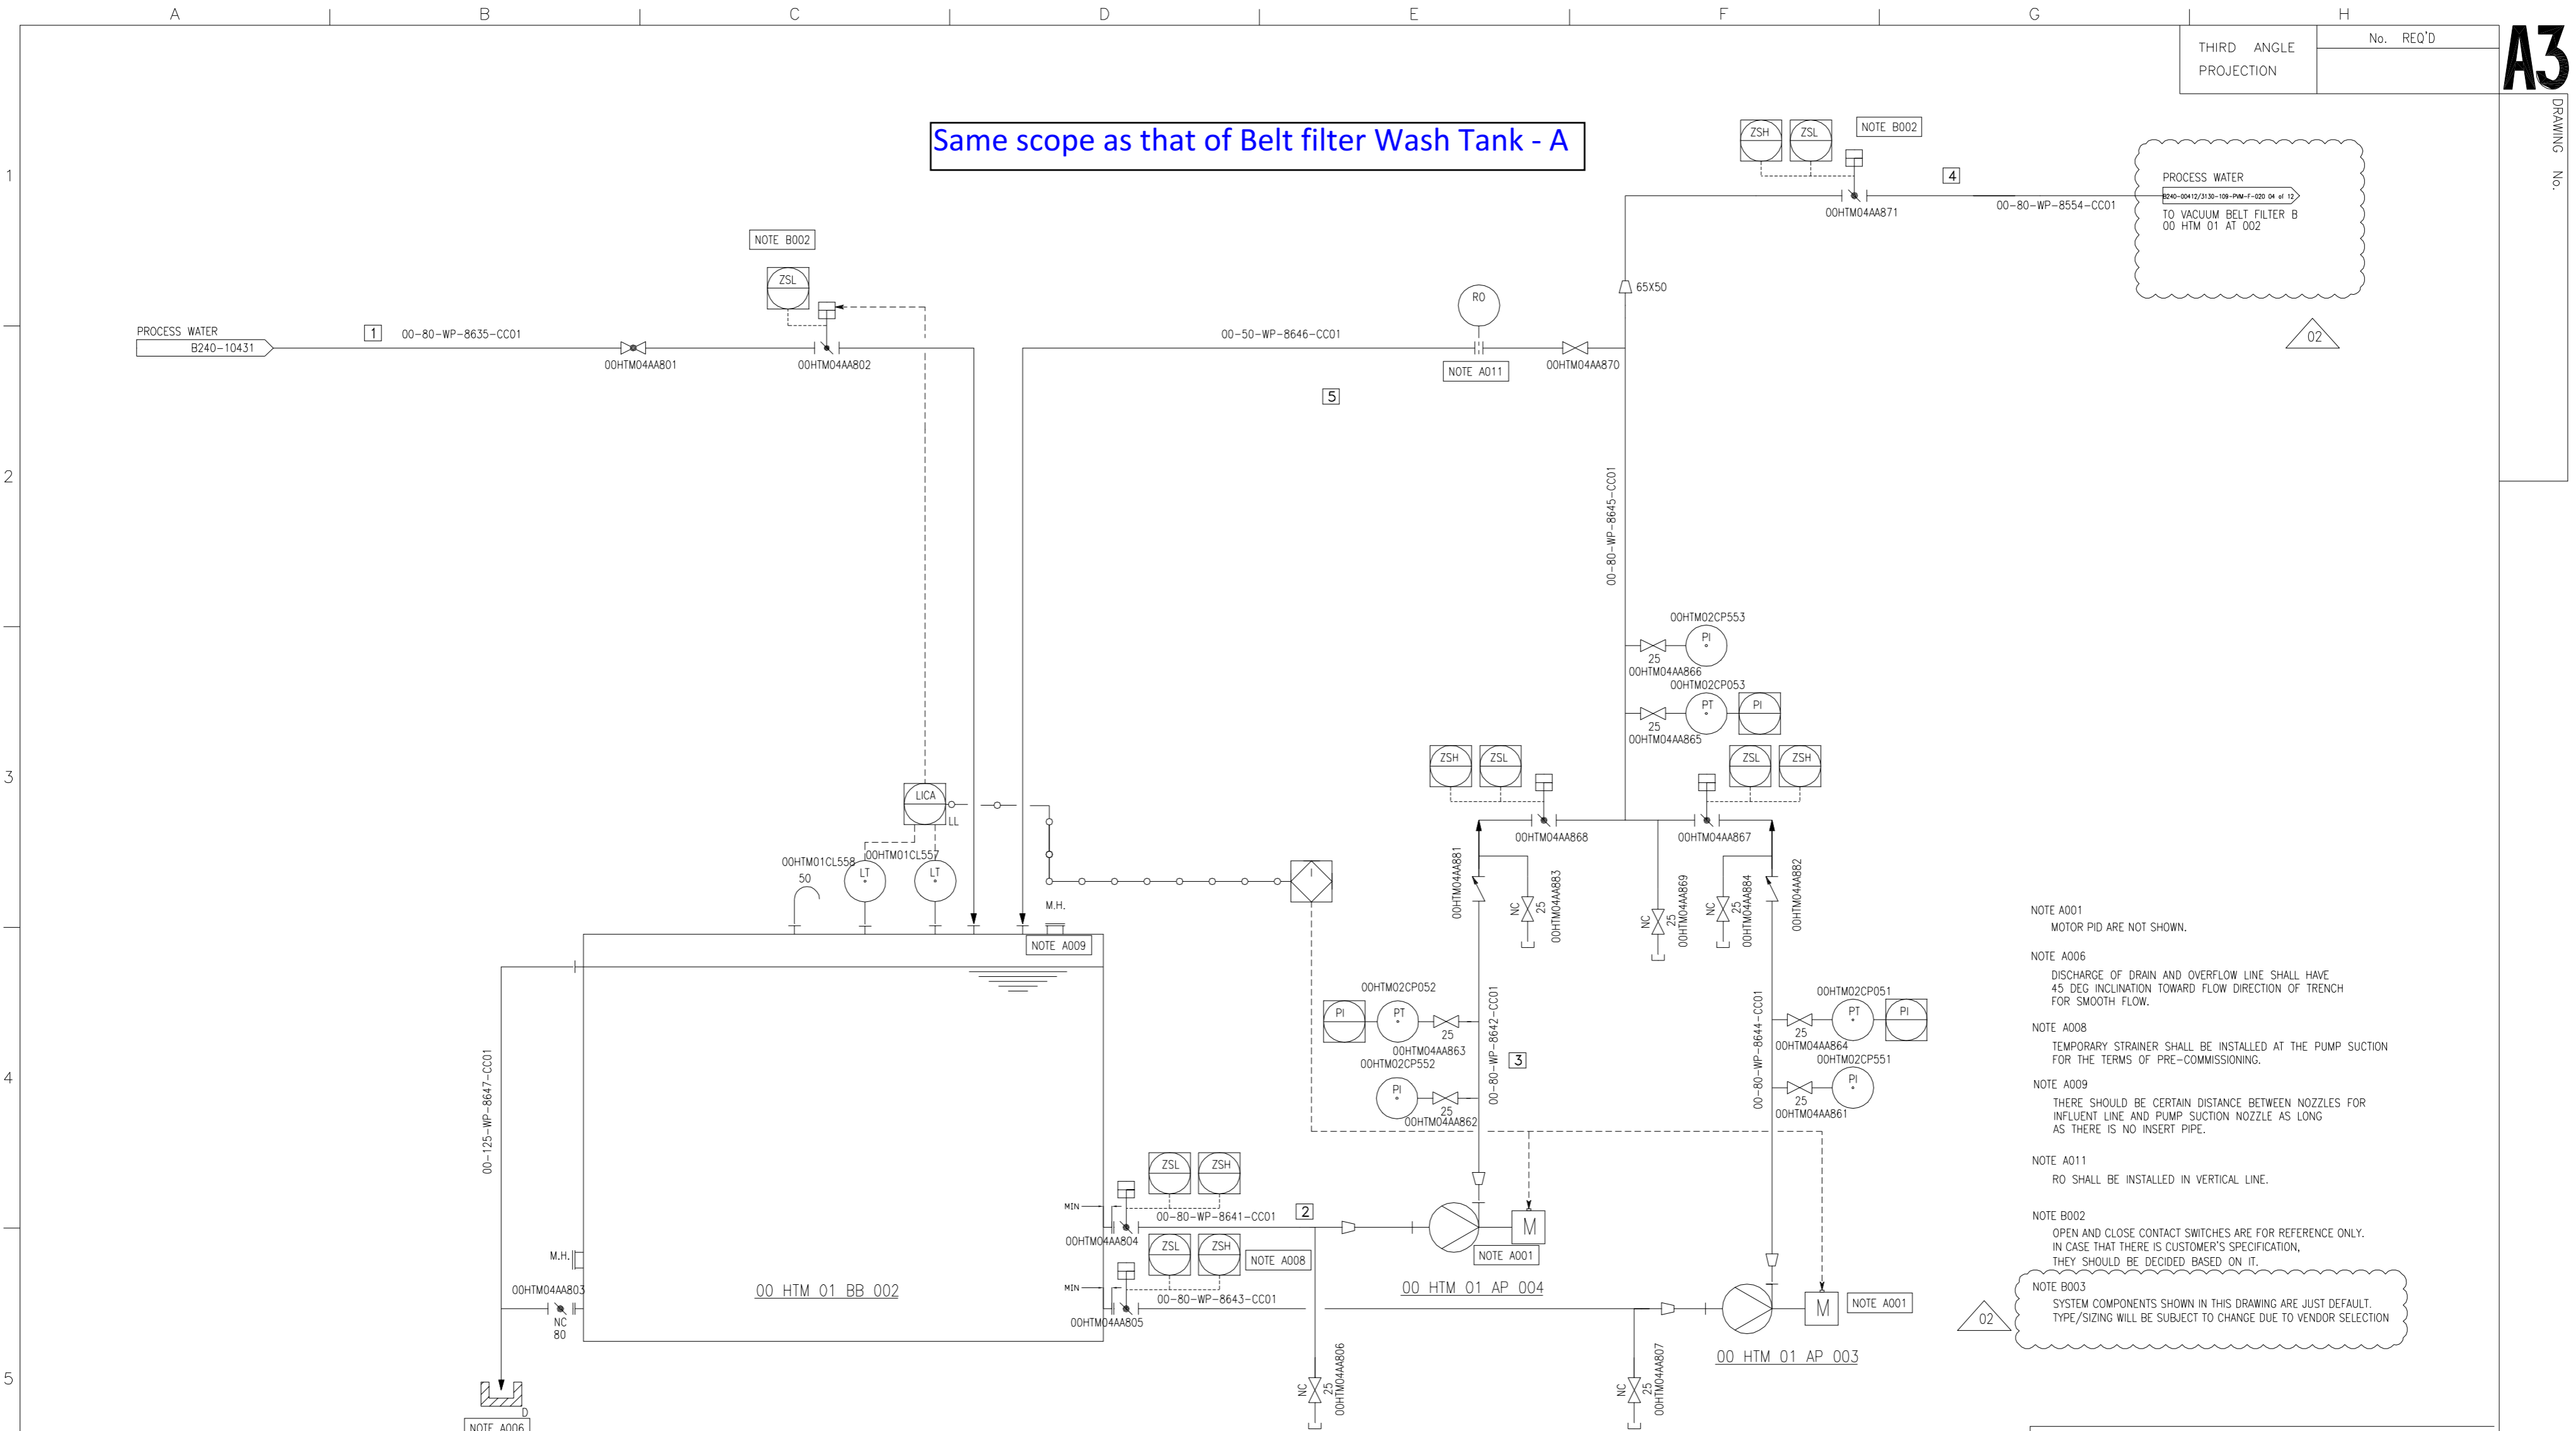 A B C D E F G H
THIRD ANGLE
PROJECTION
No. REQ'D
A3
DRAWING No.
1
2
3
4
5
Same scope as that of Belt filter Wash Tank - A
ZSH
ZSL
NOTE B002
00HTM04AA871
4
00-80-WP-8554-CC01
PROCESS WATER
B240-00412/3130-109-PVM-F-020 04 of 12
TO VACUUM BELT FILTER B
00 HTM 01 AT 002
02
NOTE B002
ZSL
PROCESS WATER
B240-10431
1
00-80-WP-8635-CC01
00HTM04AA801
00HTM04AA802
00-50-WP-8646-CC01
RO
NOTE A011
00HTM04AA870
65X50
5
00-80-WP-8645-CC01
00HTM02CP553
PI
25
00HTM04AA866
00HTM02CP053
PT
PI
25
00HTM04AA865
ZSH
ZSL
ZSL
ZSH
00HTM04AA868
00HTM04AA867
LICA
LL
00HTM01CL558
00HTM01CL557
50
LT
LT
I
M.H.
NOTE A009
00HTM04AA881
NC
25
00HTM04AA883
NC
25
00HTM04AA869
NC
25
00HTM04AA884
00HTM04AA882
00HTM02CP052
PI
PT
25
00HTM04AA863
00HTM02CP552
PI
25
00HTM04AA862
00-80-WP-8642-CC01
3
00-80-WP-8644-CC01
00HTM02CP051
PT
PI
25
00HTM04AA864
00HTM02CP551
PI
25
00HTM04AA861
00-125-WP-8647-CC01
ZSL
ZSH
MIN
00-80-WP-8641-CC01
2
00HTM04AA804
ZSL
ZSH
NOTE A008
MIN
00-80-WP-8643-CC01
00HTM04AA805
M
NOTE A001
00 HTM 01 AP 004
M
NOTE A001
00 HTM 01 AP 003
M.H.
00HTM04AA803
NC
80
00 HTM 01 BB 002
NC
25
00HTM04AA806
NC
25
00HTM04AA807
D
NOTE A006
NOTE A001
MOTOR PID ARE NOT SHOWN.
NOTE A006
DISCHARGE OF DRAIN AND OVERFLOW LINE SHALL HAVE
45 DEG INCLINATION TOWARD FLOW DIRECTION OF TRENCH
FOR SMOOTH FLOW.
NOTE A008
TEMPORARY STRAINER SHALL BE INSTALLED AT THE PUMP SUCTION
FOR THE TERMS OF PRE-COMMISSIONING.
NOTE A009
THERE SHOULD BE CERTAIN DISTANCE BETWEEN NOZZLES FOR
INFLUENT LINE AND PUMP SUCTION NOZZLE AS LONG
AS THERE IS NO INSERT PIPE.
NOTE A011
RO SHALL BE INSTALLED IN VERTICAL LINE.
NOTE B002
OPEN AND CLOSE CONTACT SWITCHES ARE FOR REFERENCE ONLY.
IN CASE THAT THERE IS CUSTOMER'S SPECIFICATION,
THEY SHOULD BE DECIDED BASED ON IT.
NOTE B003
SYSTEM COMPONENTS SHOWN IN THIS DRAWING ARE JUST DEFAULT.
TYPE/SIZING WILL BE SUBJECT TO CHANGE DUE TO VENDOR SELECTION
02